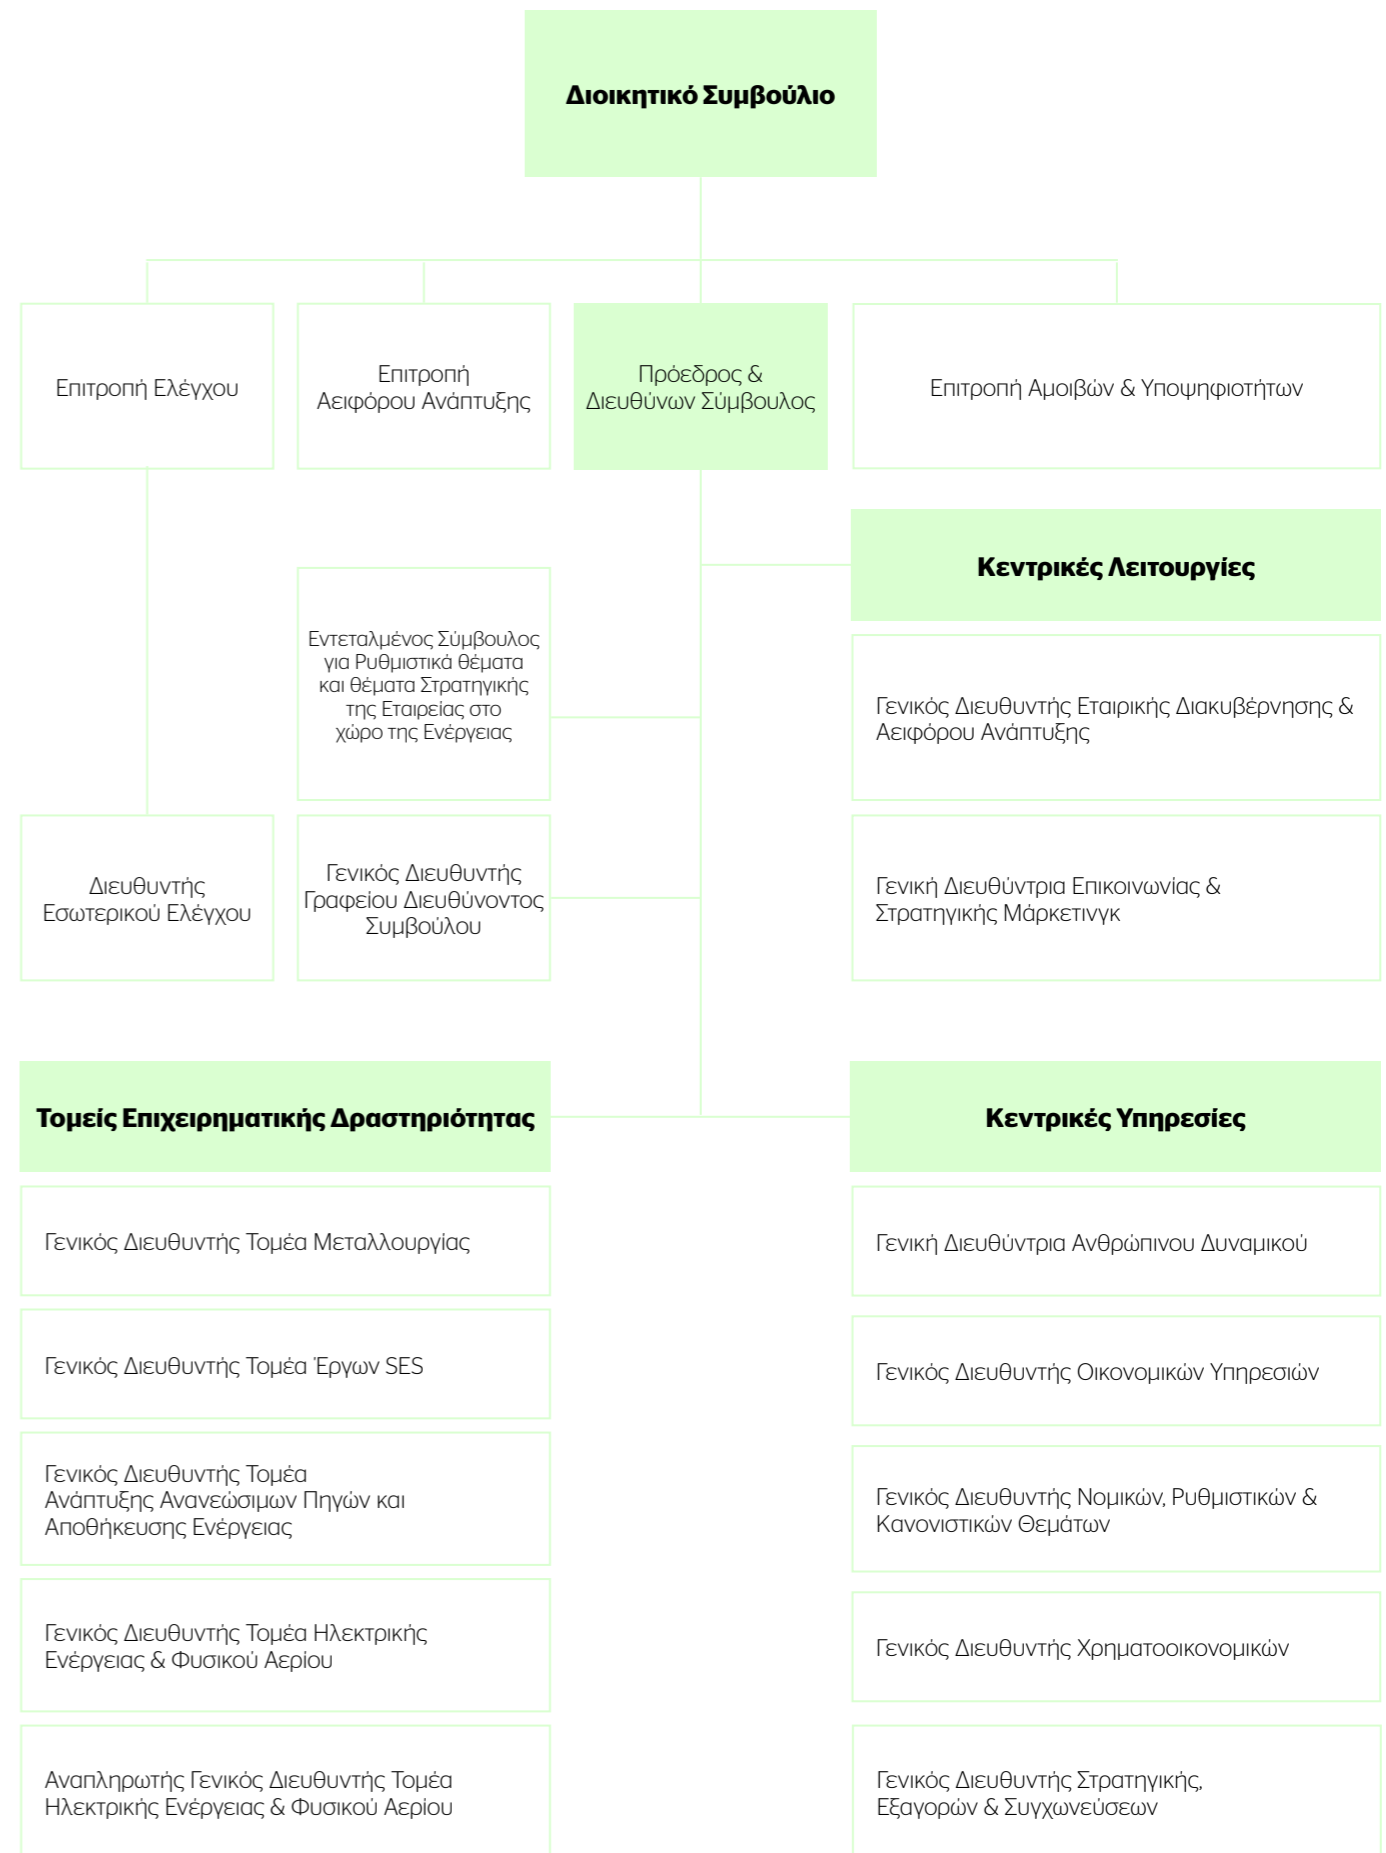 Διοικητικό Συμβούλιο
Επιτροπή Ελέγχου
Επιτροπή
Αειφόρου Ανάπτυξης
Πρόεδρος &
Διευθύνων Σύμβουλος
Επιτροπή Αμοιβών & Υποψηφιοτήτων
Κεντρικές Λειτουργίες
Εντεταλμένος Σύμβουλος
για Ρυθμιστικά θέματα
και θέματα Στρατηγικής
της Εταιρείας στο
χώρο της Ενέργειας
Γενικός Διευθυντής Εταιρικής Διακυβέρνησης &
Αειφόρου Ανάπτυξης
Διευθυντής
Εσωτερικού Ελέγχου
Γενικός Διευθυντής
Γραφείου Διευθύνοντος
Συμβούλου
Γενική Διευθύντρια Επικοινωνίας &
Στρατηγικής Μάρκετινγκ
Τομείς Επιχειρηματικής Δραστηριότητας
Γενικός Διευθυντής Τομέα Μεταλλουργίας
Γενικός Διευθυντής Τομέα Έργων SES
Γενικός Διευθυντής Τομέα
Ανάπτυξης Ανανεώσιμων Πηγών και
Αποθήκευσης Ενέργειας
Γενικός Διευθυντής Τομέα Ηλεκτρικής
Ενέργειας & Φυσικού Αερίου
Αναπληρωτής Γενικός Διευθυντής Τομέα
Ηλεκτρικής Ενέργειας & Φυσικού Αερίου
Κεντρικές Υπηρεσίες
Γενική Διευθύντρια Ανθρώπινου Δυναμικού
Γενικός Διευθυντής Οικονομικών Υπηρεσιών
Γενικός Διευθυντής Νομικών, Ρυθμιστικών &
Κανονιστικών Θεμάτων
Γενικός Διευθυντής Χρηματοοικονομικών
Γενικός Διευθυντής Στρατηγικής,
Εξαγορών & Συγχωνεύσεων